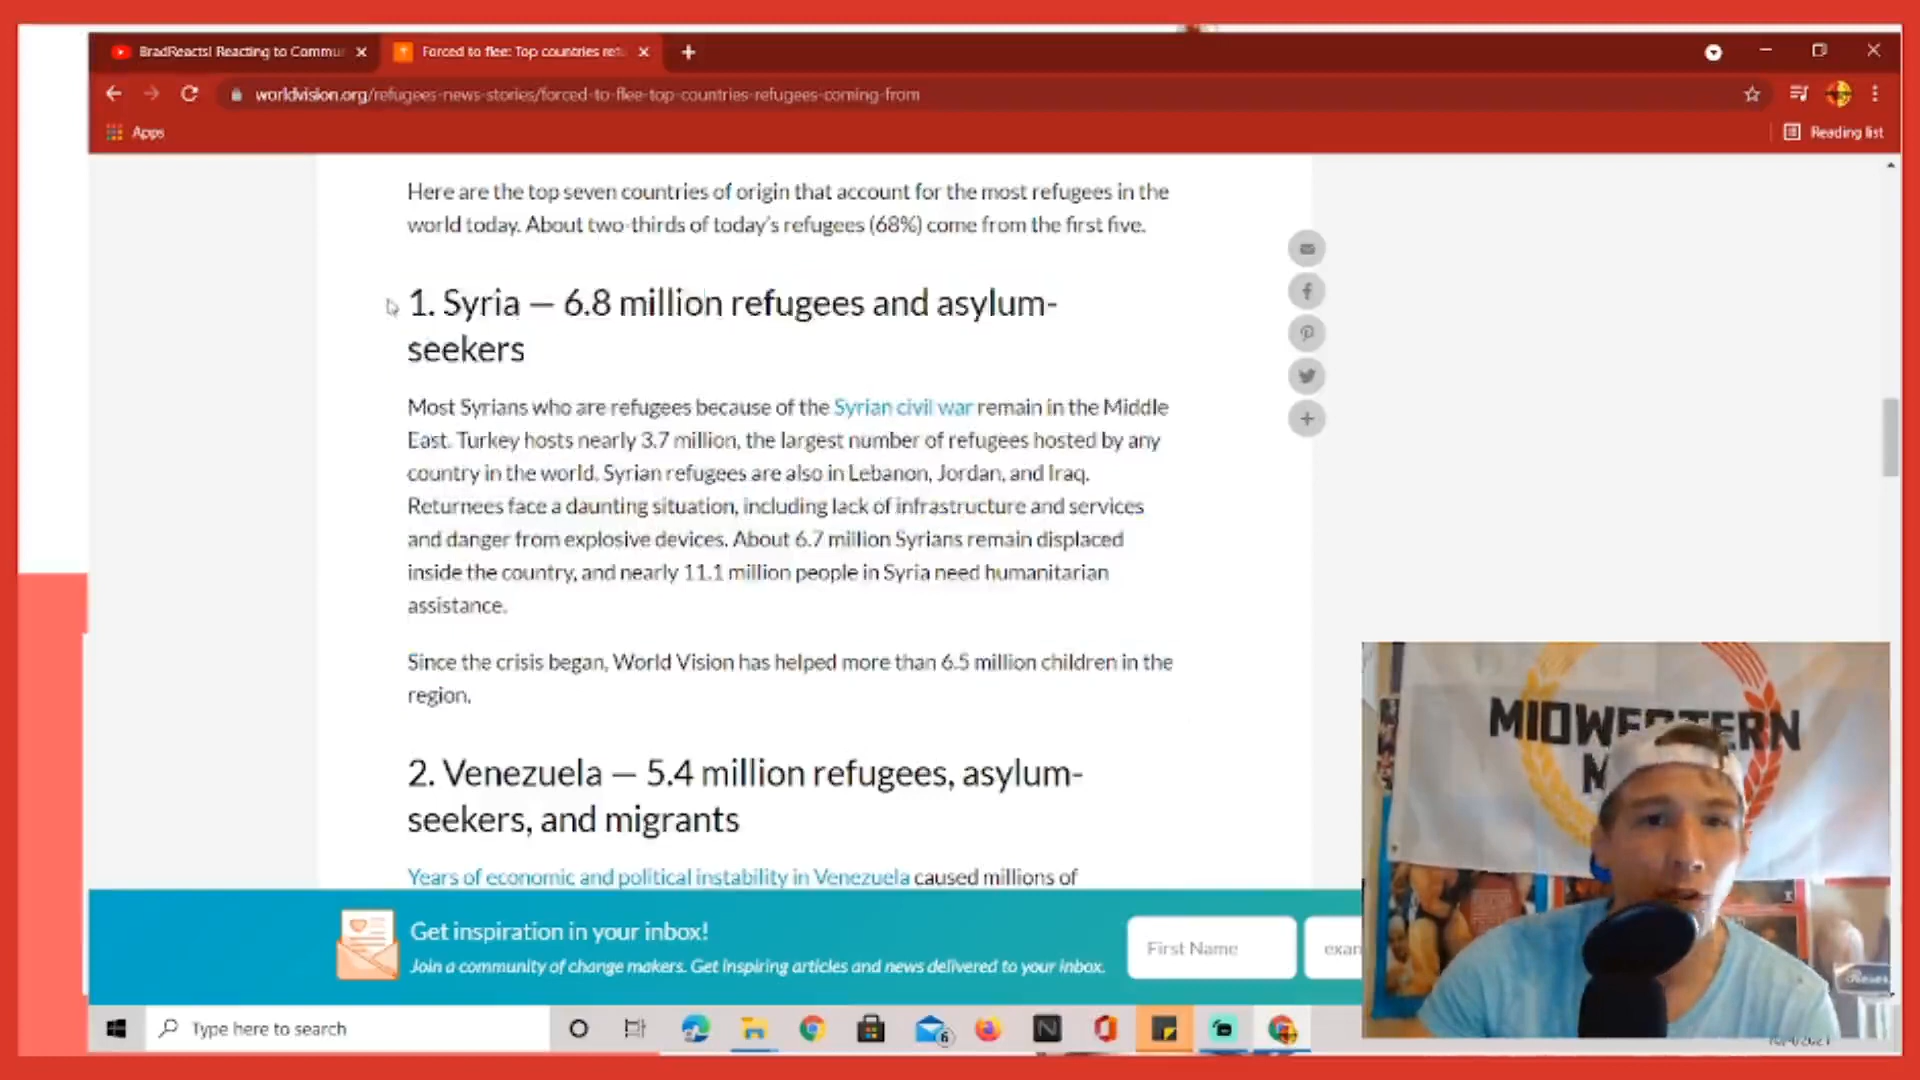 BradReacts! Reacting to Commu
Forced to flee: Top countries ref
worldvision.org/refugees-news-stories/forced-to-flee-top-countries-refugees-coming-from
Apps
Reading list
Here are the top seven countries of origin that account for the most refugees in the
world today. About two-thirds of today's refugees (68%) come from the first five.
1. Syria — 6.8 million refugees and asylum-
seekers
Most Syrians who are refugees because of the Syrian civil war remain in the Middle
East. Turkey hosts nearly 3.7 million, the largest number of refugees hosted by any
country in the world. Syrian refugees are also in Lebanon, Jordan, and Iraq.
Returnees face a daunting situation, including lack of infrastructure and services
and danger from explosive devices. About 6.7 million Syrians remain displaced
inside the country, and nearly 11.1 million people in Syria need humanitarian
assistance.
Since the crisis began, World Vision has helped more than 6.5 million children in the
region.
2. Venezuela — 5.4 million refugees, asylum-
seekers, and migrants
Years of economic and political instability in Venezuela caused millions of
MIDWESTERN
M
Get inspiration in your inbox!
Join a community of change makers. Get inspiring articles and news delivered to your inbox.
First Name
exan
Type here to search
6